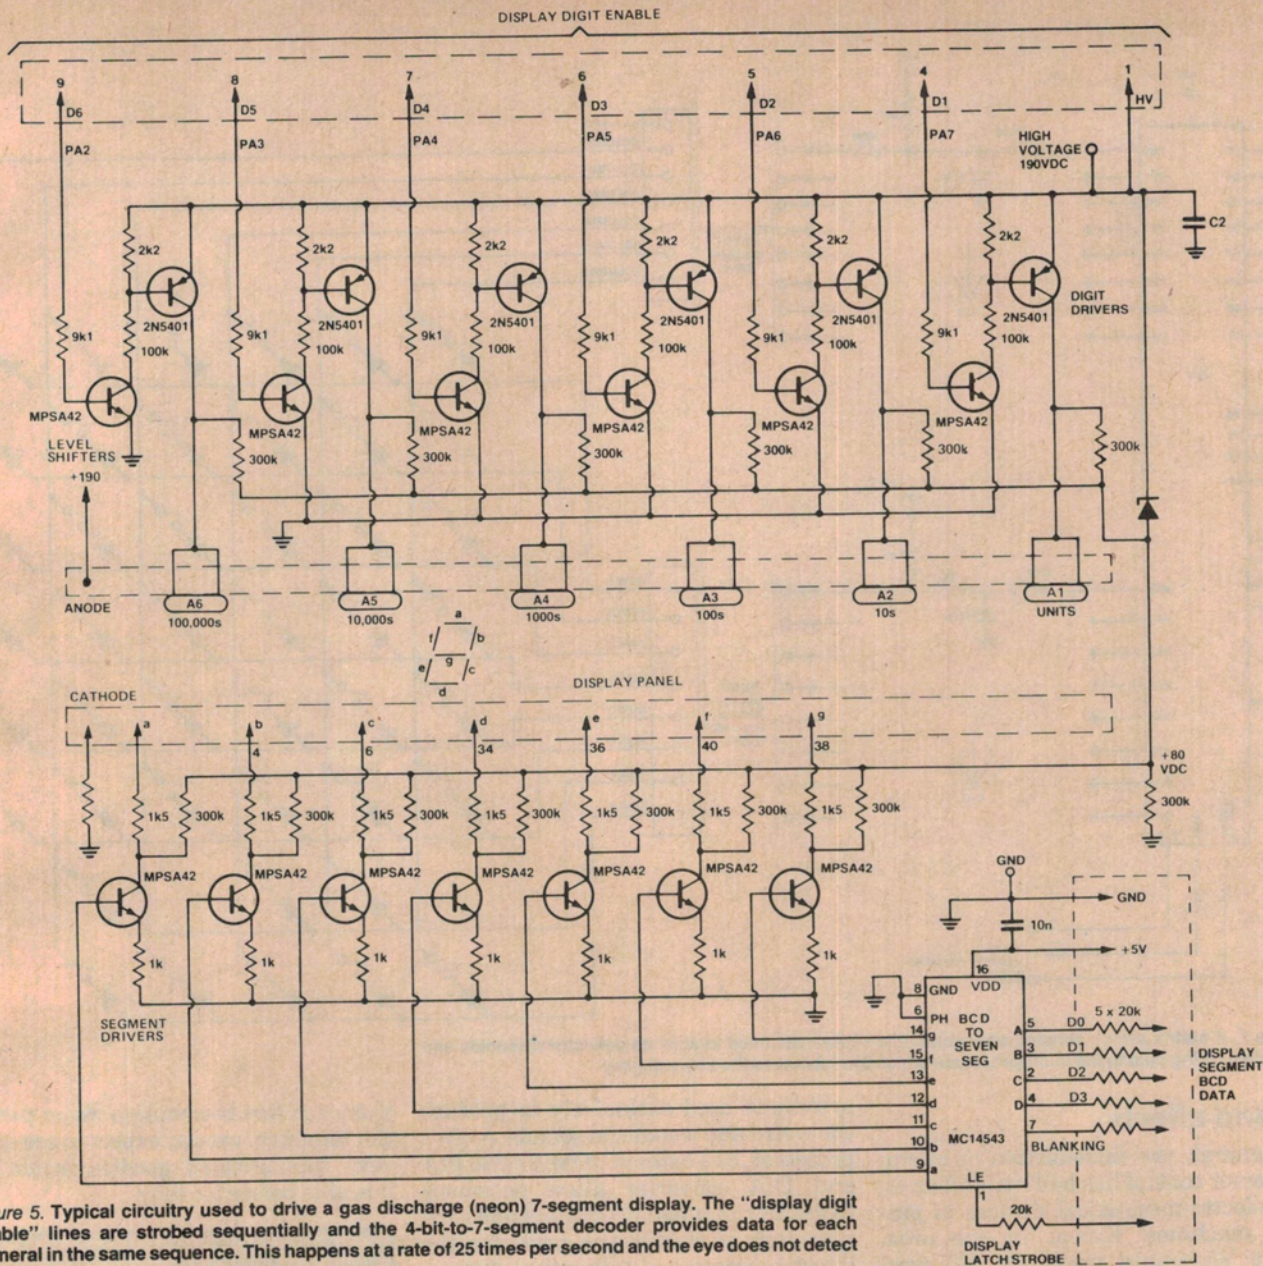 DISPLAY DIGIT ENABLE
9 8 7 6 5 4 1
D6 D5 D4 D3 D2 D1 HV
PA2 PA3 PA4 PA5 PA6 PA7
HIGH
VOLTAGE
190VDC
C2
2k2 2k2 2k2 2k2 2k2 2k2
2N5401 2N5401 2N5401 2N5401 2N5401 2N5401
DIGIT
DRIVERS
9k1 100k 9k1 100k 9k1 100k 9k1 100k 9k1 100k 9k1 100k
MPSA42 MPSA42 MPSA42 MPSA42 MPSA42 MPSA42
LEVEL
SHIFTERS
300k 300k 300k 300k 300k 300k
+190
ANODE
A6 A5 A4 A3 A2 A1
100,000s 10,000s 1000s 100s 10s UNITS
a
f b
g
e c
d
CATHODE
DISPLAY PANEL
a b c d e f g
4 6 34 36 40 38
+80
VDC
300k
1k5 300k 1k5 300k 1k5 300k 1k5 300k 1k5 300k 1k5 300k 1k5 300k
MPSA42 MPSA42 MPSA42 MPSA42 MPSA42 MPSA42 MPSA42
1k 1k 1k 1k 1k 1k 1k
SEGMENT
DRIVERS
GND
GND
10n
+5V
16
VDD
8 GND
6 PH
BCD
TO
SEVEN
SEG
14 g
15 f
13 e
12 d
11 c
10 b
9 a
MC14543
A 5 D0 5 x 20k
B 3 D1
C 2 D2
D 4 D3
7 BLANKING
DISPLAY
SEGMENT
BCD
DATA
LE
1
20k
DISPLAY
LATCH STROBE
ure 5. Typical circuitry used to drive a gas discharge (neon) 7-segment display. The "display digit
able" lines are strobed sequentially and the 4-bit-to-7-segment decoder provides data for each
meral in the same sequence. This happens at a rate of 25 times per second and the eye does not detect